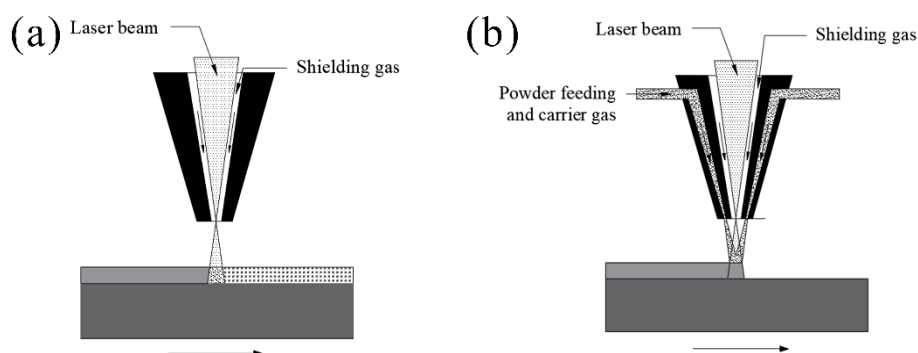 (a)
Laser beam
Shielding gas
(b)
Laser beam
Shielding gas
Powder feeding
and carrier gas